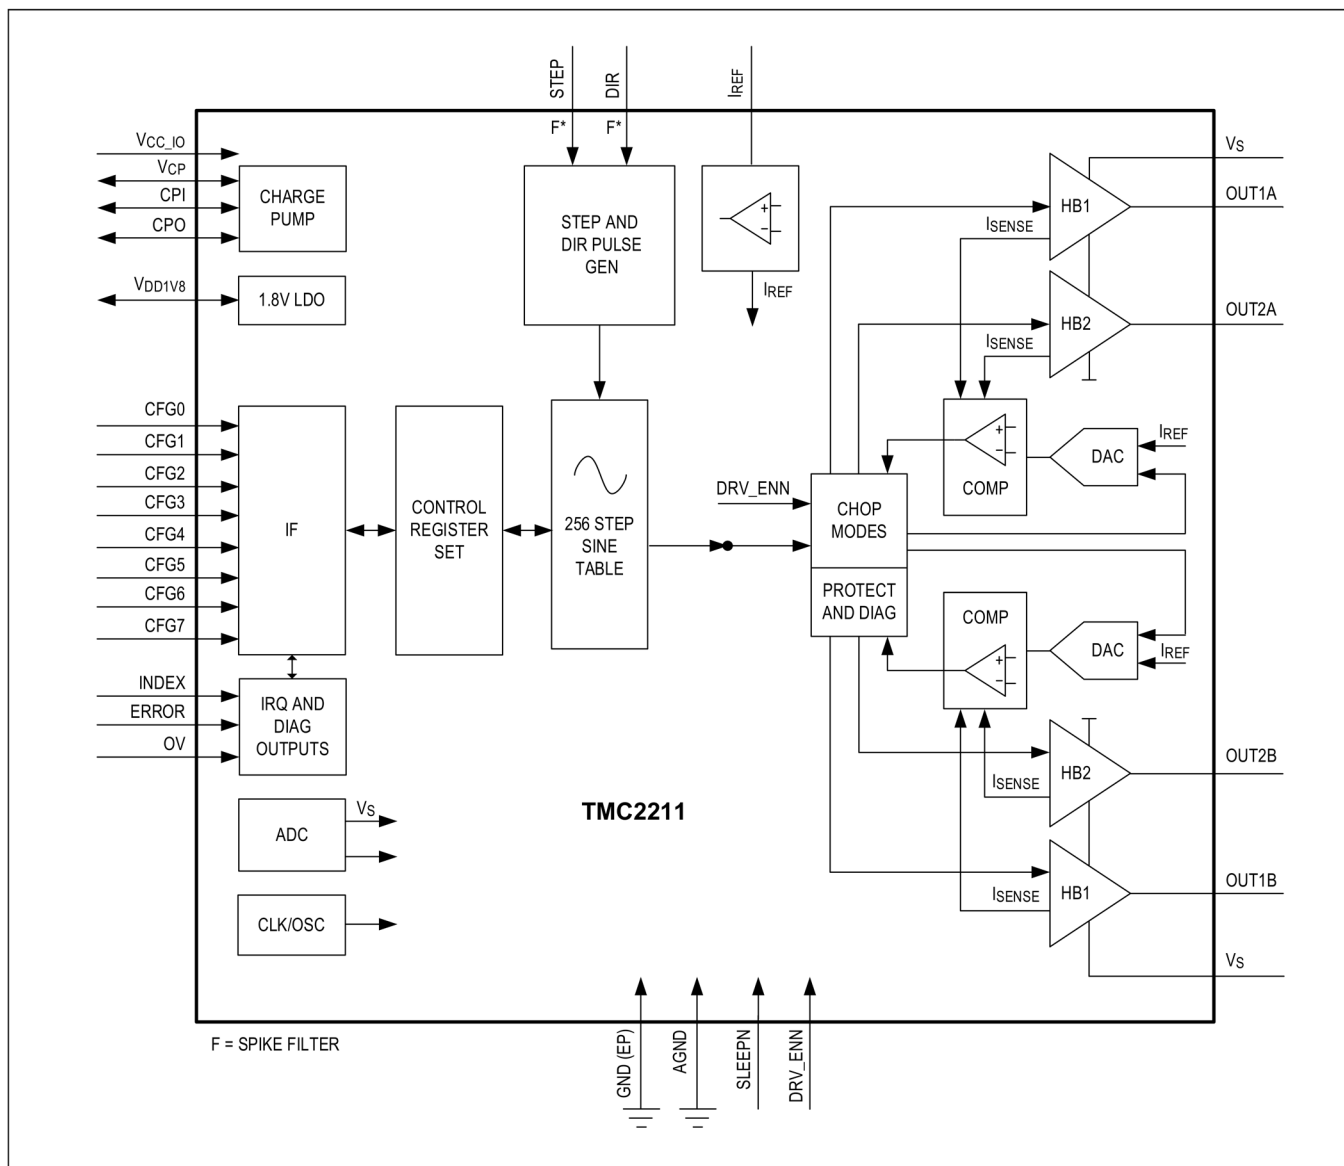 STEP
DIR
IREF
F*
F*
VCC_IO
VCP
CPI
CPO
CHARGE
PUMP
VDD1V8
1.8V LDO
STEP AND
DIR PULSE
GEN
+
−
IREF
VS
OUT1A
HB1
ISENSE
OUT2A
HB2
ISENSE
CFG0
CFG1
CFG2
CFG3
CFG4
CFG5
CFG6
CFG7
IF
CONTROL
REGISTER
SET
256 STEP
SINE
TABLE
DRV_ENN
CHOP
MODES
PROTECT
AND DIAG
+
−
COMP
DAC
IREF
COMP
+
−
DAC
IREF
INDEX
ERROR
OV
IRQ AND
DIAG
OUTPUTS
ADC
VS
CLK/OSC
TMC2211
HB2
ISENSE
OUT2B
HB1
ISENSE
OUT1B
VS
F = SPIKE FILTER
GND (EP)
AGND
SLEEPN
DRV_ENN